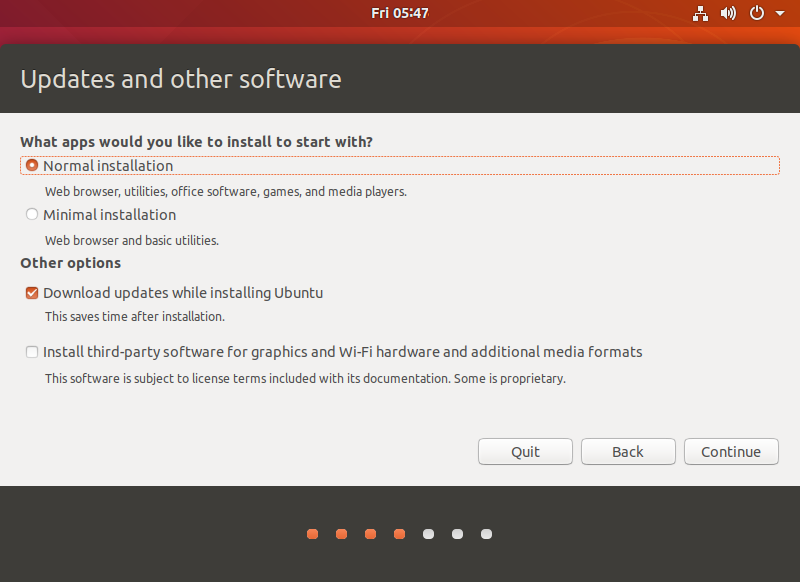 Fri 05:47
Updates and other software
What apps would you like to install to start with?
Normal installation
Web browser, utilities, office software, games, and media players.
Minimal installation
Web browser and basic utilities.
Other options
Download updates while installing Ubuntu
This saves time after installation.
Install third-party software for graphics and Wi-Fi hardware and additional media formats
This software is subject to license terms included with its documentation. Some is proprietary.
Quit Back Continue